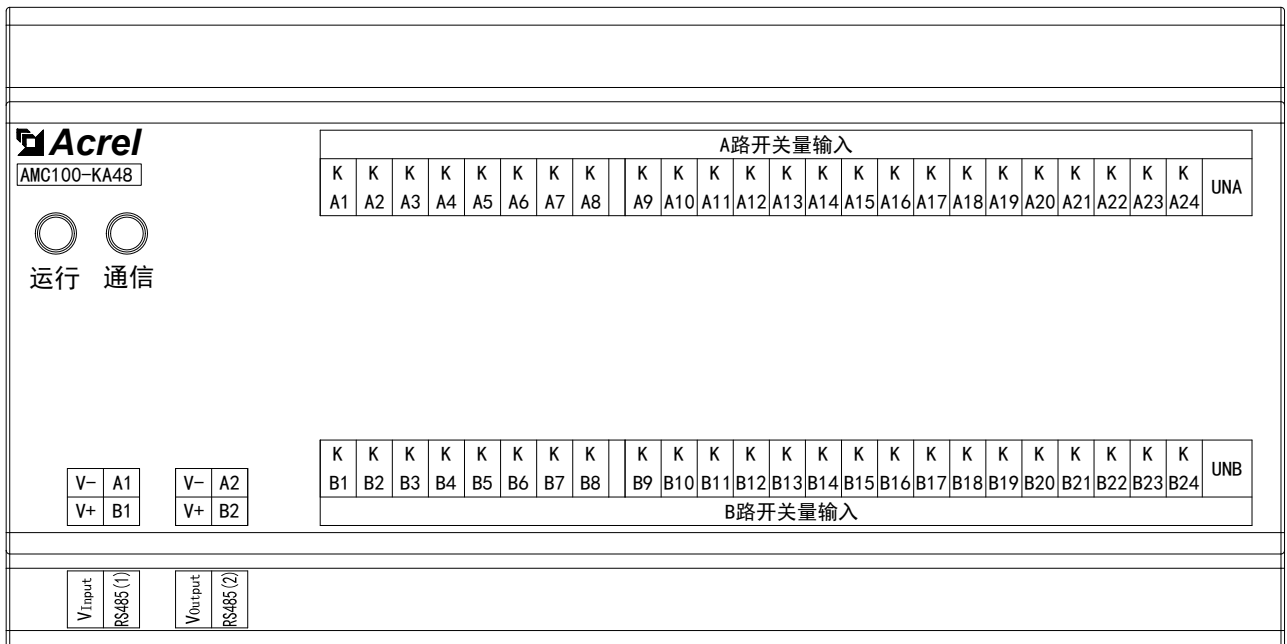 Acrel
AMC100-KA48
运行 通信
A路开关量输入
K K K K K K K K K K K K K K K K K K K K K K K K UNA
A1 A2 A3 A4 A5 A6 A7 A8 A9 A10 A11 A12 A13 A14 A15 A16 A17 A18 A19 A20 A21 A22 A23 A24
K K K K K K K K K K K K K K K K K K K K K K K K UNB
B1 B2 B3 B4 B5 B6 B7 B8 B9 B10 B11 B12 B13 B14 B15 B16 B17 B18 B19 B20 B21 B22 B23 B24
B路开关量输入
V- A1 V- A2
V+ B1 V+ B2
VInput
RS485(1)
VOutput
RS485(2)